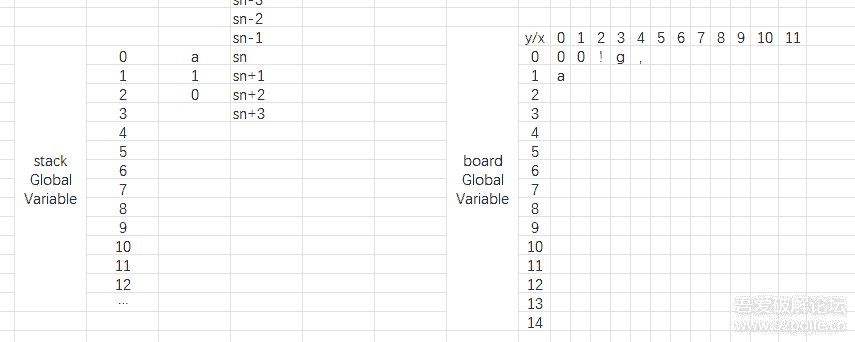 sn-3
sn-2
sn-1
0 a sn
1 1 sn+1
2 0 sn+2
3 sn+3
4
5
6
7
8
9
10
11
12
...
stack
Global
Variable
y/x 0 1 2 3 4 5 6 7 8 9 10 11
0 0 0 ! g ,
1 a
2
3
4
5
6
7
8
9
10
11
12
13
14
board
Global
Variable
吾爱破解论坛
www.52pojie.cn